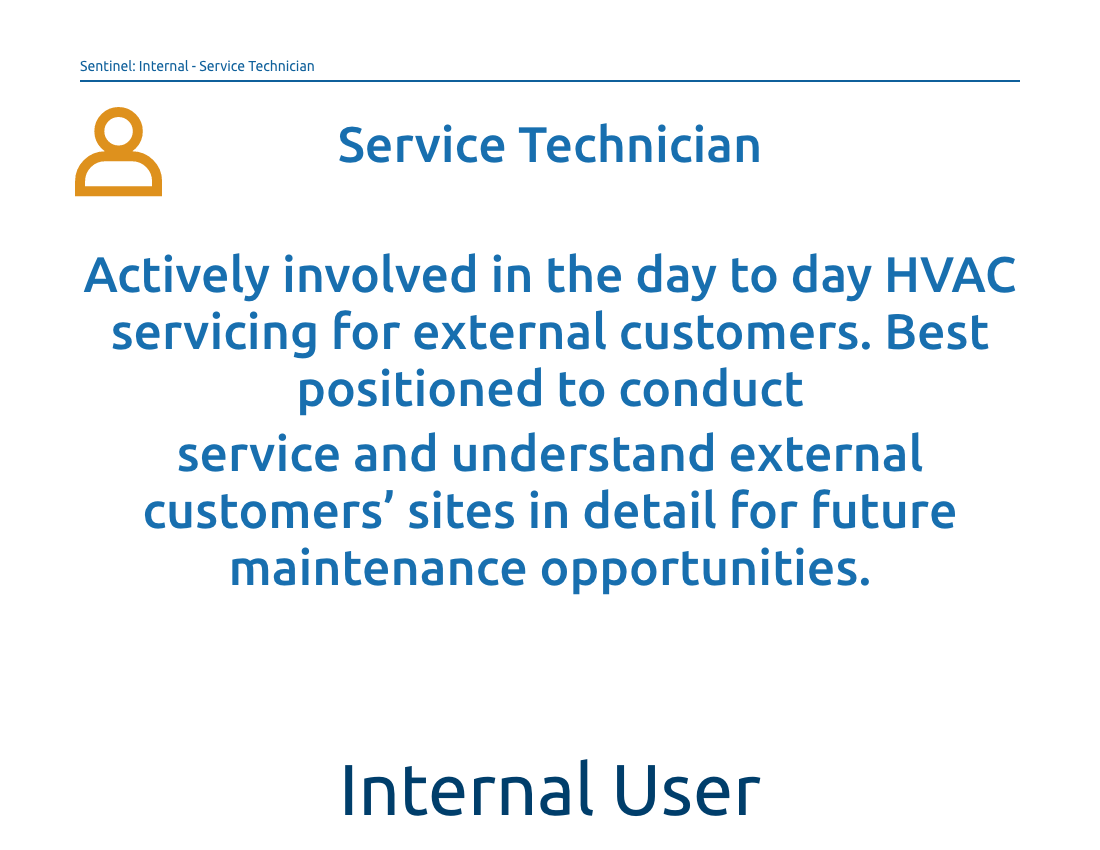 Sentinel: Internal - Service Technician
Service Technician
Actively involved in the day to day HVAC
servicing for external customers. Best
positioned to conduct
service and understand external
customers’ sites in detail for future
maintenance opportunities.
Internal User